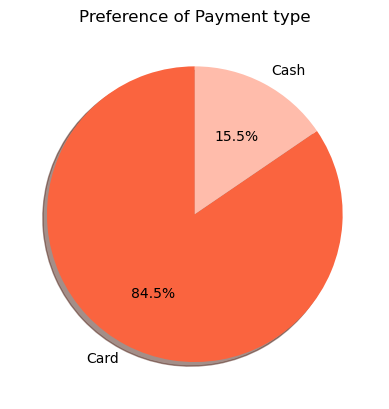 Preference of Payment type
Cash
15.5%
84.5%
Card